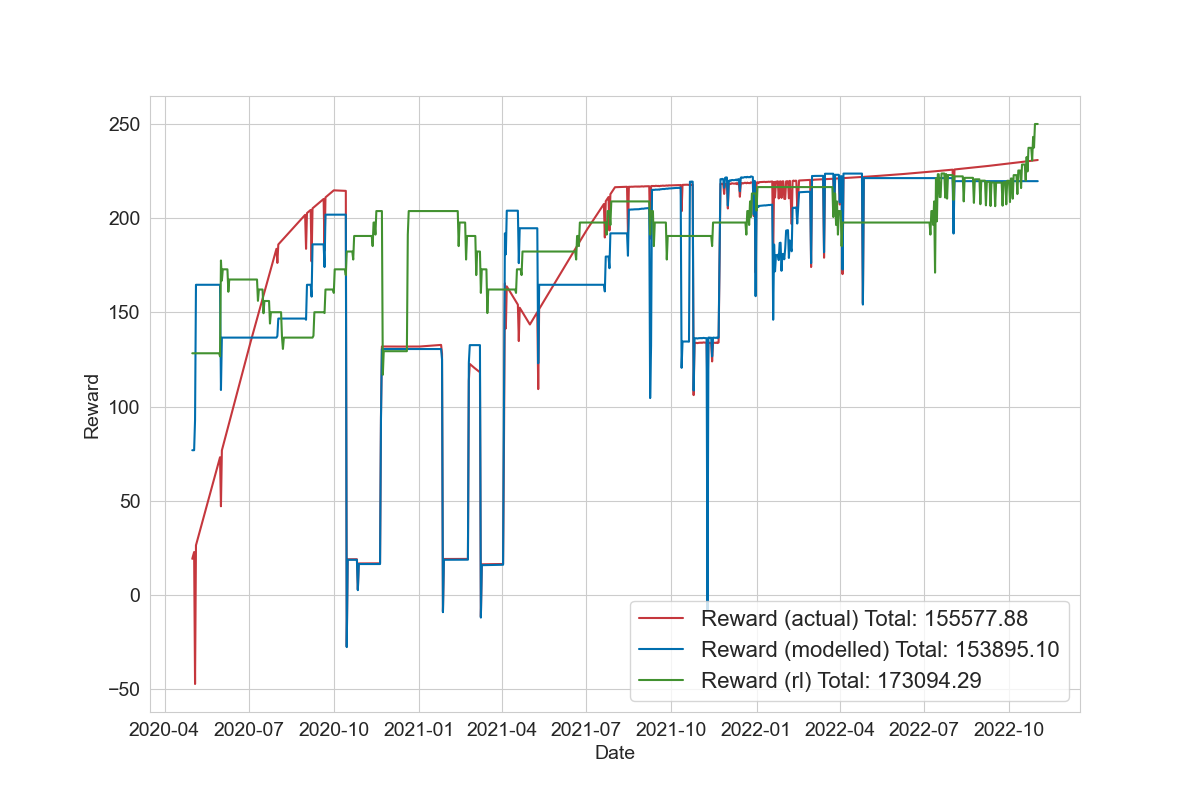 250
200
150
100
50
0
−50
Reward
2020-04 2020-07 2020-10 2021-01 2021-04 2021-07 2021-10 2022-01 2022-04 2022-07 2022-10
Date
Reward (actual) Total: 155577.88
Reward (modelled) Total: 153895.10
Reward (rl) Total: 173094.29